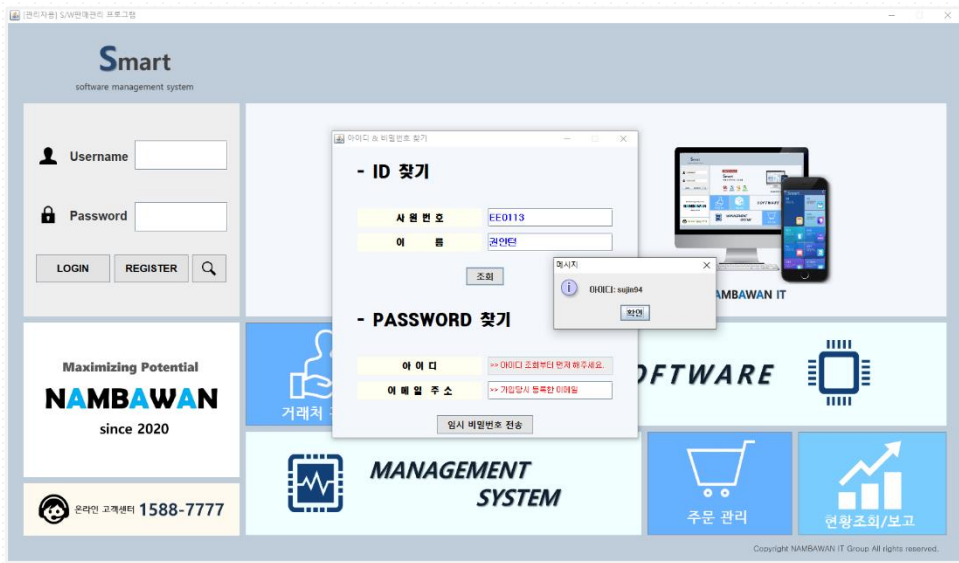 [관리자용] S/W판매관리 프로그램
Smart
software management system
Username
Password
LOGIN
REGISTER
Maximizing Potential
NAMBAWAN
since 2020
온라인 고객센터 1588-7777
아이디 & 비밀번호 찾기
- ID 찾기
사 원 번 호
EE0113
이 름
권안턴
조회
- PASSWORD 찾기
아 이 디
>> 아이디 조회부터 먼저 해주세요.
이 메 일 주 소
>> 가입당시 등록한 이메일
임시 비밀번호 전송
메시지
아이디: sujin94
확인
AMBAWAN IT
거래처
OFTWARE
MANAGEMENT
SYSTEM
주문 관리
현황조회/보고
Copyright NAMBAWAN IT Group All rights reserved.